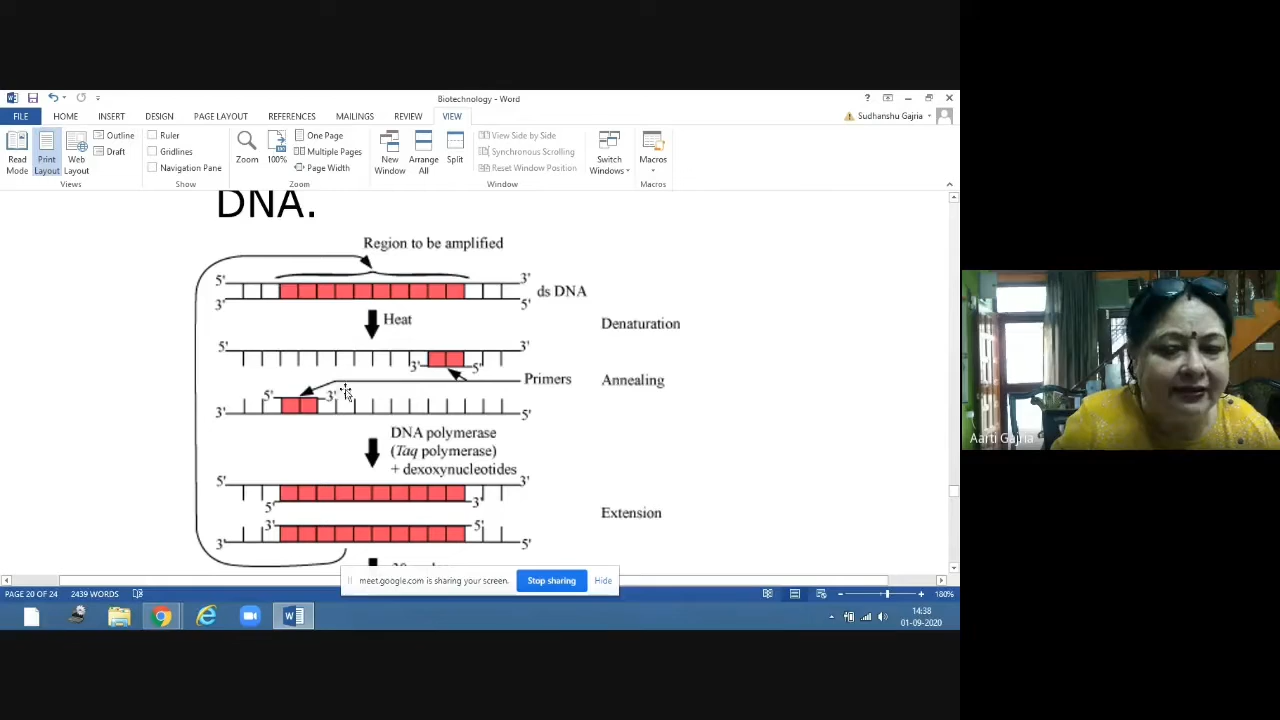 Biotechnology - Word
Sudhanshu Gajria
FILE HOME INSERT DESIGN PAGE LAYOUT REFERENCES MAILINGS REVIEW VIEW
Read Mode
Print Layout
Web Layout
Outline
Draft
Views
Ruler
Gridlines
Navigation Pane
Show
Zoom
100%
One Page
Multiple Pages
Page Width
Zoom
New Window
Arrange All
Split
View Side by Side
Synchronous Scrolling
Reset Window Position
Window
Switch Windows
Macros
Macros
DNA.
Region to be amplified
5' 3'
3' 5'
ds DNA
Heat
Denaturation
5' 3'
3' 5'
Primers
Annealing
5' 3'
3' 5'
DNA polymerase
(Taq polymerase)
+ dexoxynucleotides
5' 3'
5' 3'
Extension
3' 5'
3' 5'
meet.google.com is sharing your screen.
Stop sharing
Hide
PAGE 20 OF 24 2439 WORDS
180%
14:38
01-09-2020
Aarti Gajria